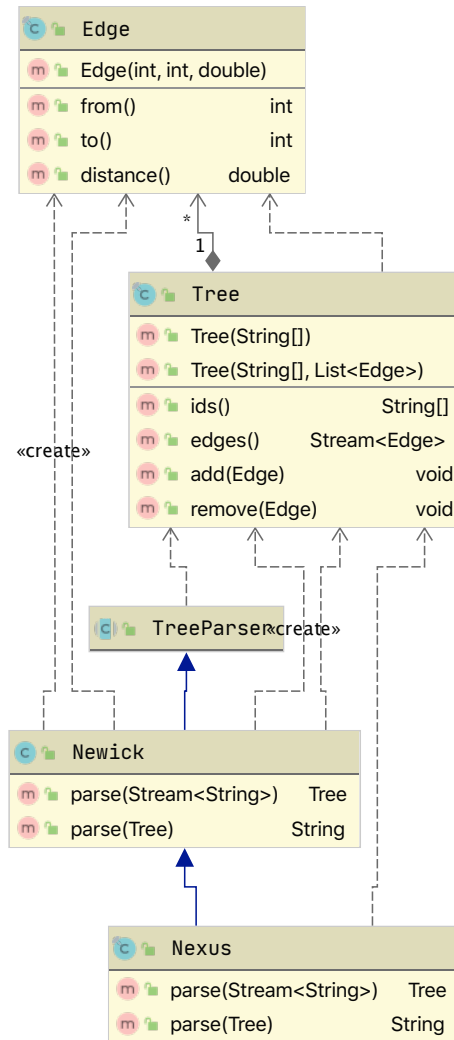 Edge
Edge(int, int, double)
from() int
to() int
distance() double
*
1
Tree
Tree(String[])
Tree(String[], List<Edge>)
ids() String[]
edges() Stream<Edge>
add(Edge) void
remove(Edge) void
«create»
TreeParser «create»
Newick
parse(Stream<String>) Tree
parse(Tree) String
Nexus
parse(Stream<String>) Tree
parse(Tree) String